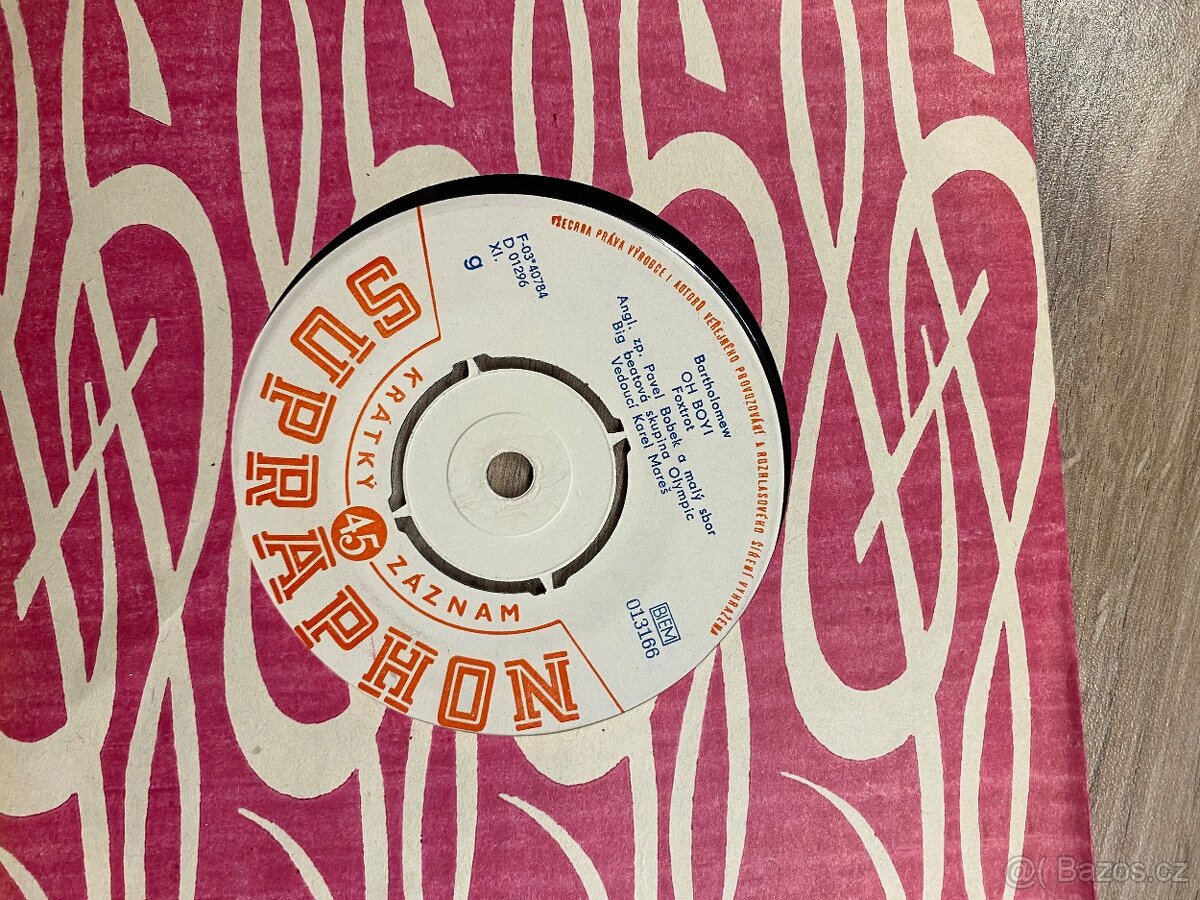 VŠECHNA PRÁVA VÝROBCE I AUTORŮ VEŘEJNÉHO PROVOZOVÁNÍ A ROZHLASOVÉHO ŠÍŘENÍ VYHRAŽENA
F-03*40784
D 01296
XI.
g
Bartholomew
OH BOY!
Foxtrot
Angl. zp. Pavel Bobek a malý sbor
Big beatová skupina Olympic
Vedoucí Karel Mareš
BIEM
013166
KRÁTKÝ 45 ZÁZNAM
SUPRAPHON
@( Bazos.cz